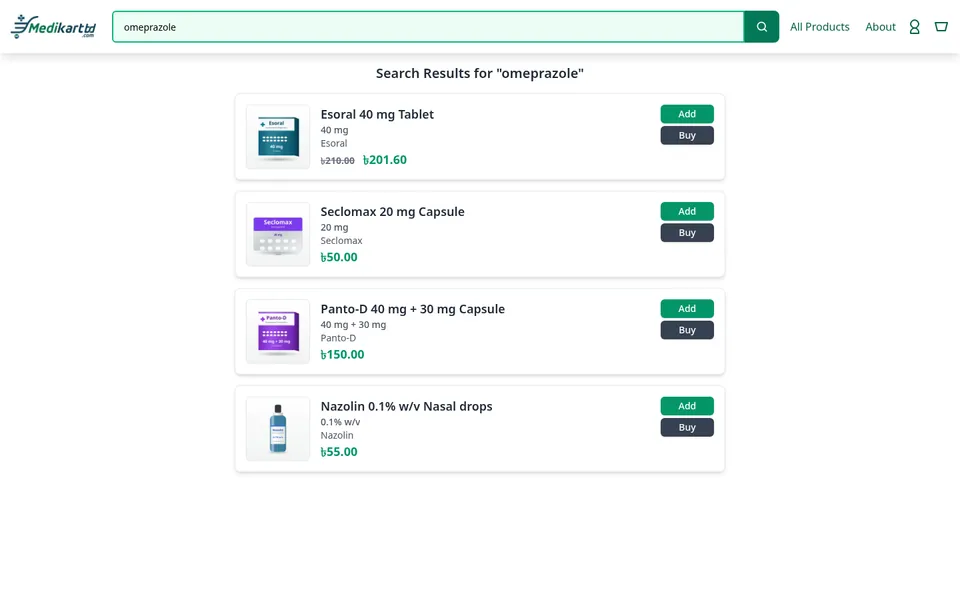 Medikartbd
.com
omeprazole
All Products
About
Search Results for "omeprazole"
Esoral
40 mg
Esoral 40 mg Tablet
40 mg
Esoral
৳210.00 ৳201.60
Add
Buy
Seclomax
Seclomax 20 mg Capsule
20 mg
Seclomax
৳50.00
Add
Buy
Panto-D
40 mg + 30 mg
Panto-D 40 mg + 30 mg Capsule
40 mg + 30 mg
Panto-D
৳150.00
Add
Buy
Nazolin 0.1% w/v Nasal drops
0.1% w/v
Nazolin
৳55.00
Add
Buy